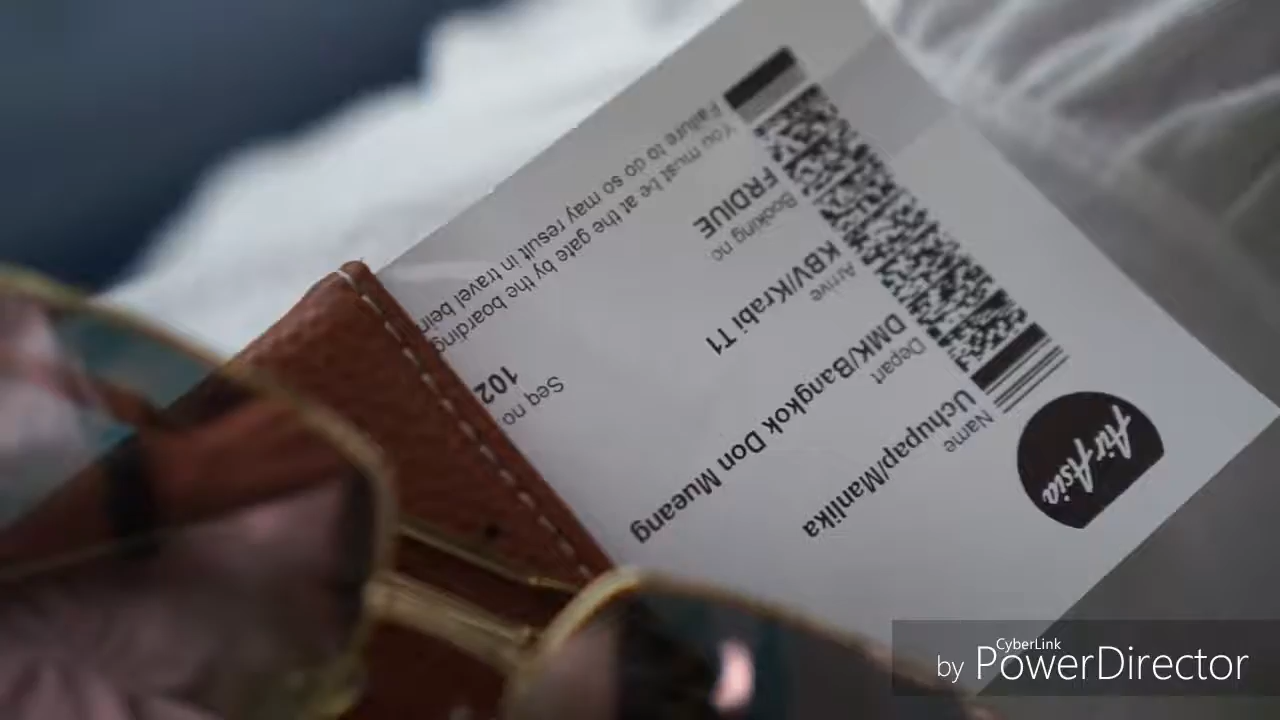 AirAsia
Name
Uchupap/Manlika
Depart
DMK/Bangkok Don Mueang
Arrive
KBV/Krabi T1
Booking no.
FRDIUE
Seq no.
102
You must be at the gate by the boarding
Failure to do so may result in travel bein
CyberLink
by PowerDirector